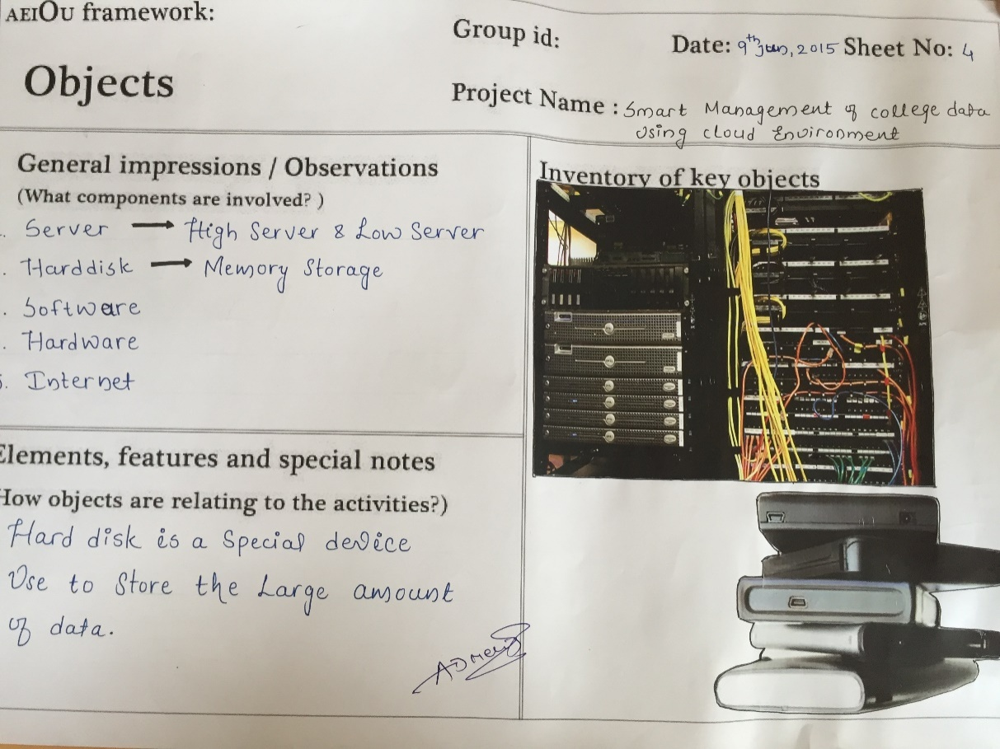 AEIOU framework:
Objects
Group id:
Date: 9th Jun, 2015 Sheet No: 4
Project Name : Smart Management of college data
Using cloud Environment
General impressions / Observations
(What components are involved? )
. Server → High Server & Low Server
. Harddisk → Memory Storage
. Software
. Hardware
5. Internet
Elements, features and special notes
How objects are relating to the activities?)
Hard disk is a Special device
Use to Store the Large amount
of data.
Inventory of key objects